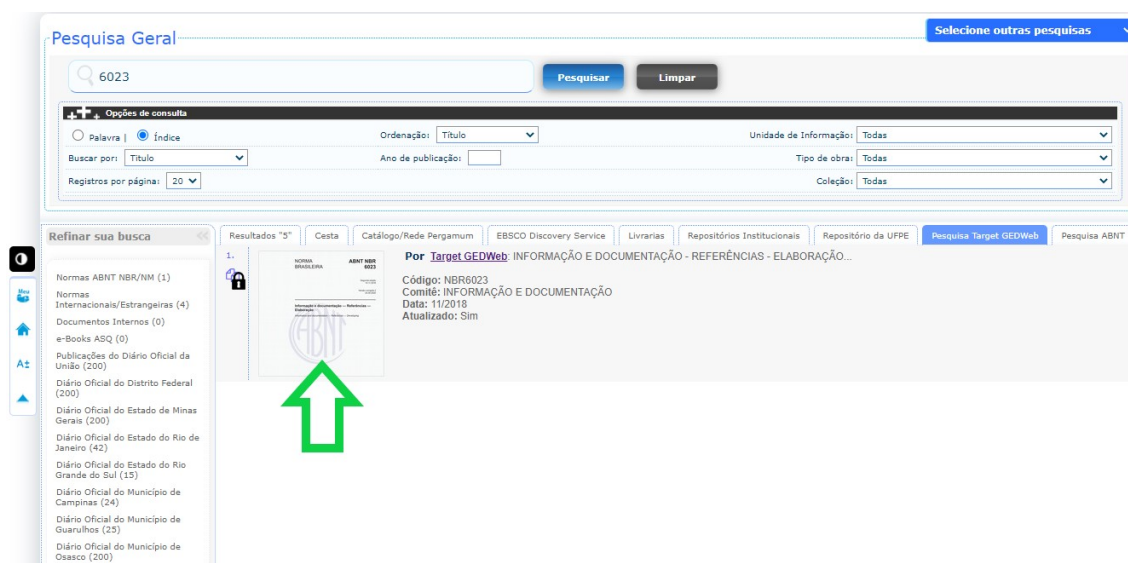 Selecione outras pesquisas
Pesquisa Geral
6023
Pesquisar
Limpar
Opções de consulta
Palavra | Índice
Ordenação: Título
Unidade de Informação: Todas
Buscar por: Titulo
Ano de publicação:
Tipo de obra: Todas
Registros por página: 20
Coleção: Todas
Refinar sua busca
Resultados "5"
Cesta
Catálogo/Rede Pergamum
EBSCO Discovery Service
Livrarias
Repositórios Institucionais
Repositório da UFPE
Pesquisa Target GEDWeb
Pesquisa ABNT
Menu
A±
Normas ABNT NBR/NM (1)
Normas
Internacionais/Estrangeiras (4)
Documentos Internos (0)
e-Books ASQ (0)
Publicações do Diário Oficial da
União (200)
Diário Oficial do Distrito Federal
(200)
Diário Oficial do Estado de Minas
Gerais (200)
Diário Oficial do Estado do Rio de
Janeiro (42)
Diário Oficial do Estado do Rio
Grande do Sul (15)
Diário Oficial do Município de
Campinas (24)
Diário Oficial do Município de
Guarulhos (25)
Diário Oficial do Município de
Osasco (200)
1.
NORMA
BRASILEIRA
ABNT NBR
6023
ABNT
Por Target GEDWeb: INFORMAÇÃO E DOCUMENTAÇÃO - REFERÊNCIAS - ELABORAÇÃO...
Código: NBR6023
Comitê: INFORMAÇÃO E DOCUMENTAÇÃO
Data: 11/2018
Atualizado: Sim